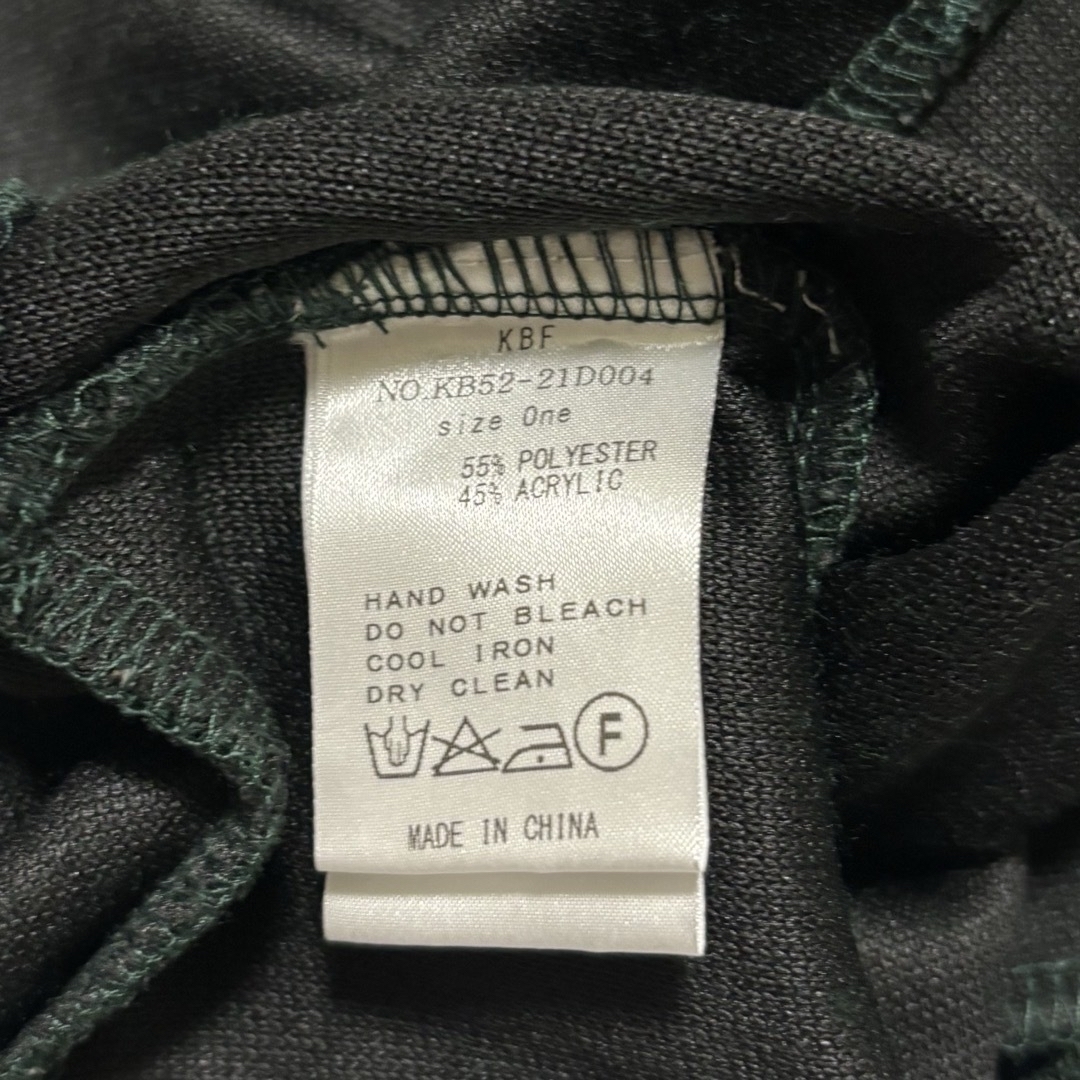 KBF
NO.KB52-21D004
size One
55% POLYESTER
45% ACRYLIC
HAND WASH
DO NOT BLEACH
COOL IRON
DRY CLEAN
F
MADE IN CHINA